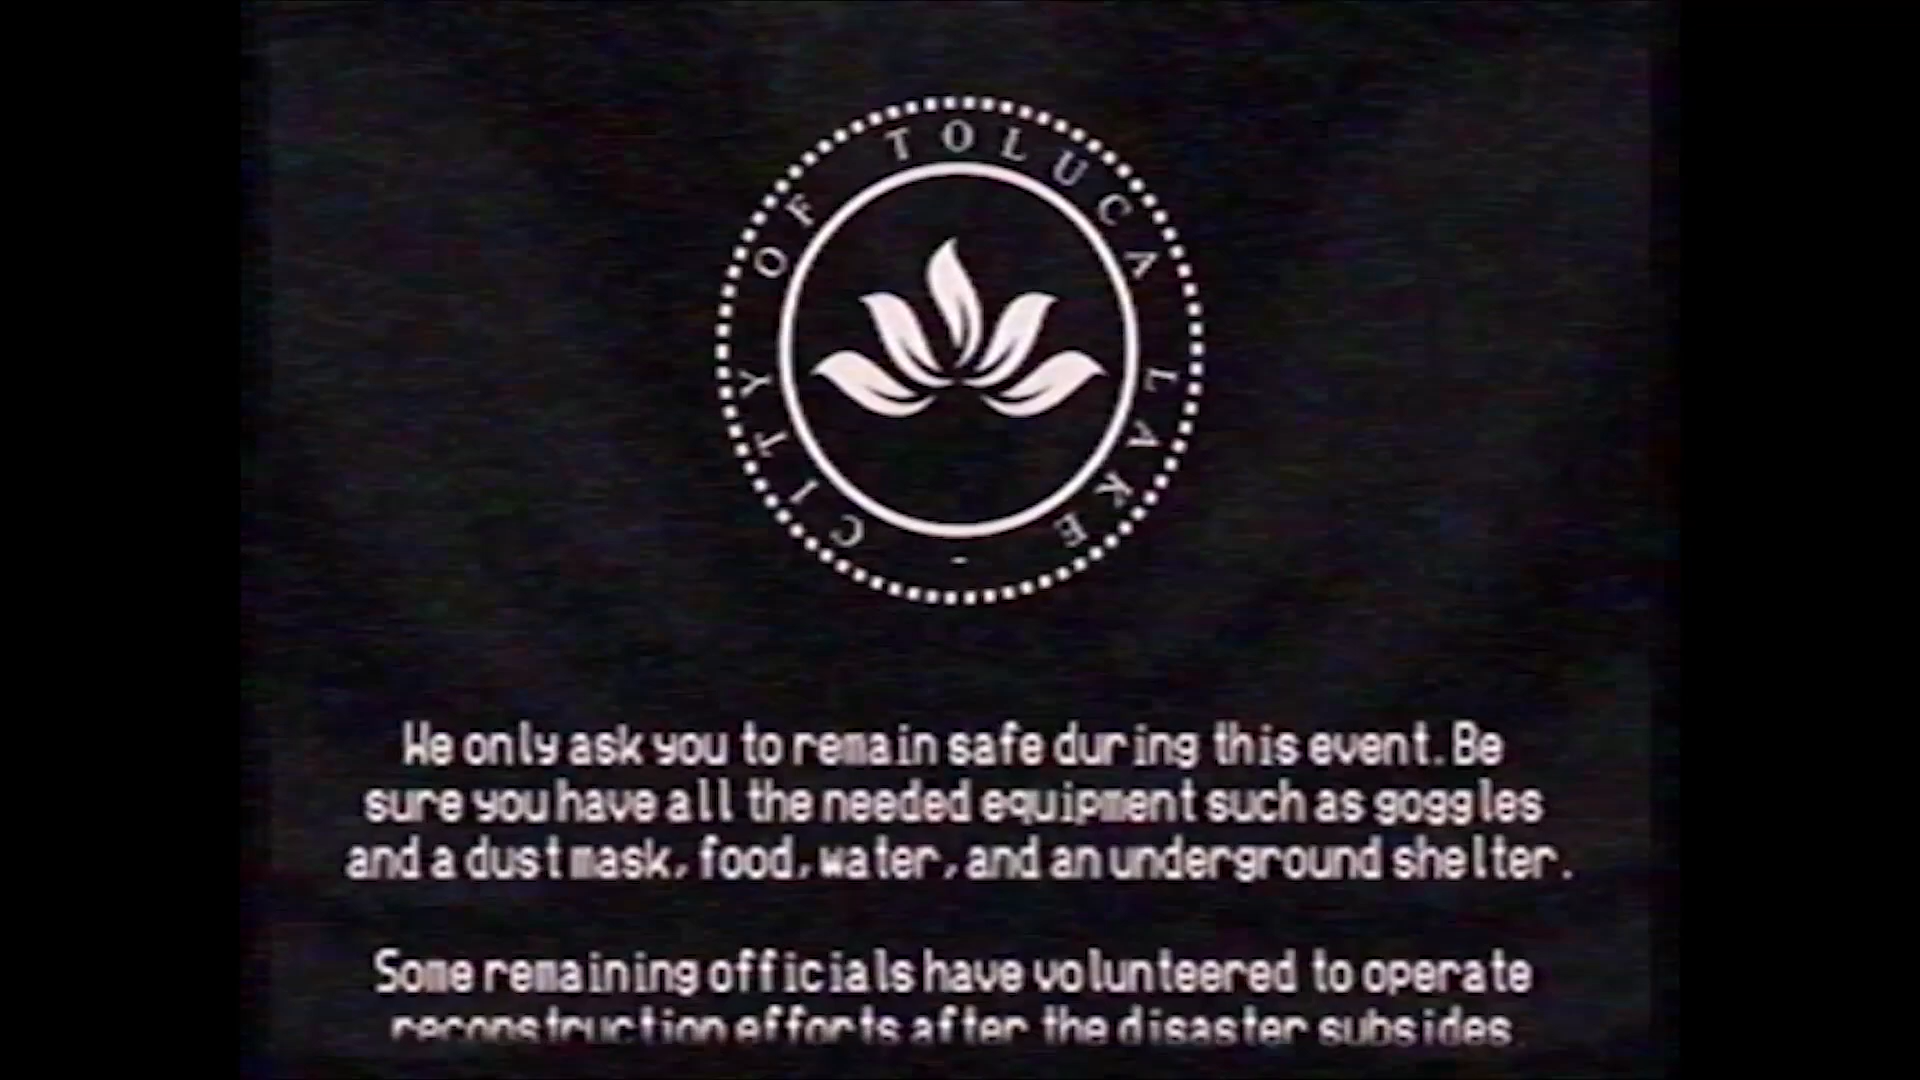 CITY OF TOLUCA LAKE -
We only ask you to remain safe during this event. Be
sure you have all the needed equipment such as goggles
and a dust mask, food, water, and an underground shelter.
Some remaining officials have volunteered to operate
reconstruction efforts after the disaster subsides.